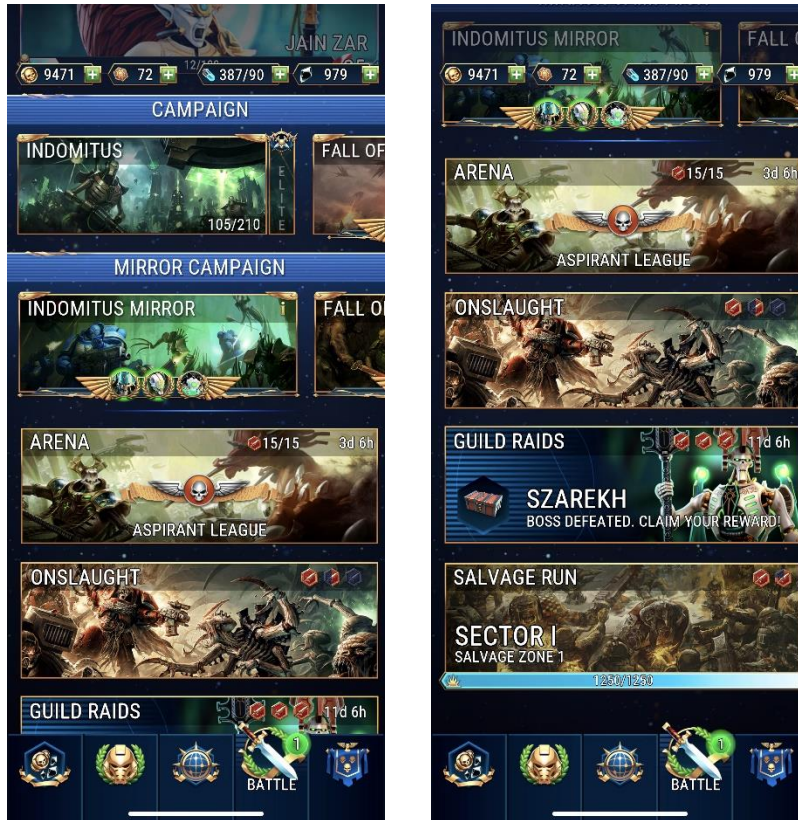 JAIN ZAR
9471 72 387/90 979
CAMPAIGN
INDOMITUS
ELITE
FALL OF
105/210
MIRROR CAMPAIGN
INDOMITUS MIRROR
i
FALL O
ARENA
15/15
3d 6h
ASPIRANT LEAGUE
ONSLAUGHT
GUILD RAIDS
11d 6h
1
BATTLE
INDOMITUS MIRROR
i
FALL
9471 72 387/90 979
ARENA
15/15
3d 6h
ASPIRANT LEAGUE
ONSLAUGHT
GUILD RAIDS
11d 6h
SZAREKH
BOSS DEFEATED. CLAIM YOUR REWARD!
SALVAGE RUN
SECTOR I
SALVAGE ZONE 1
1250/1250
1
BATTLE